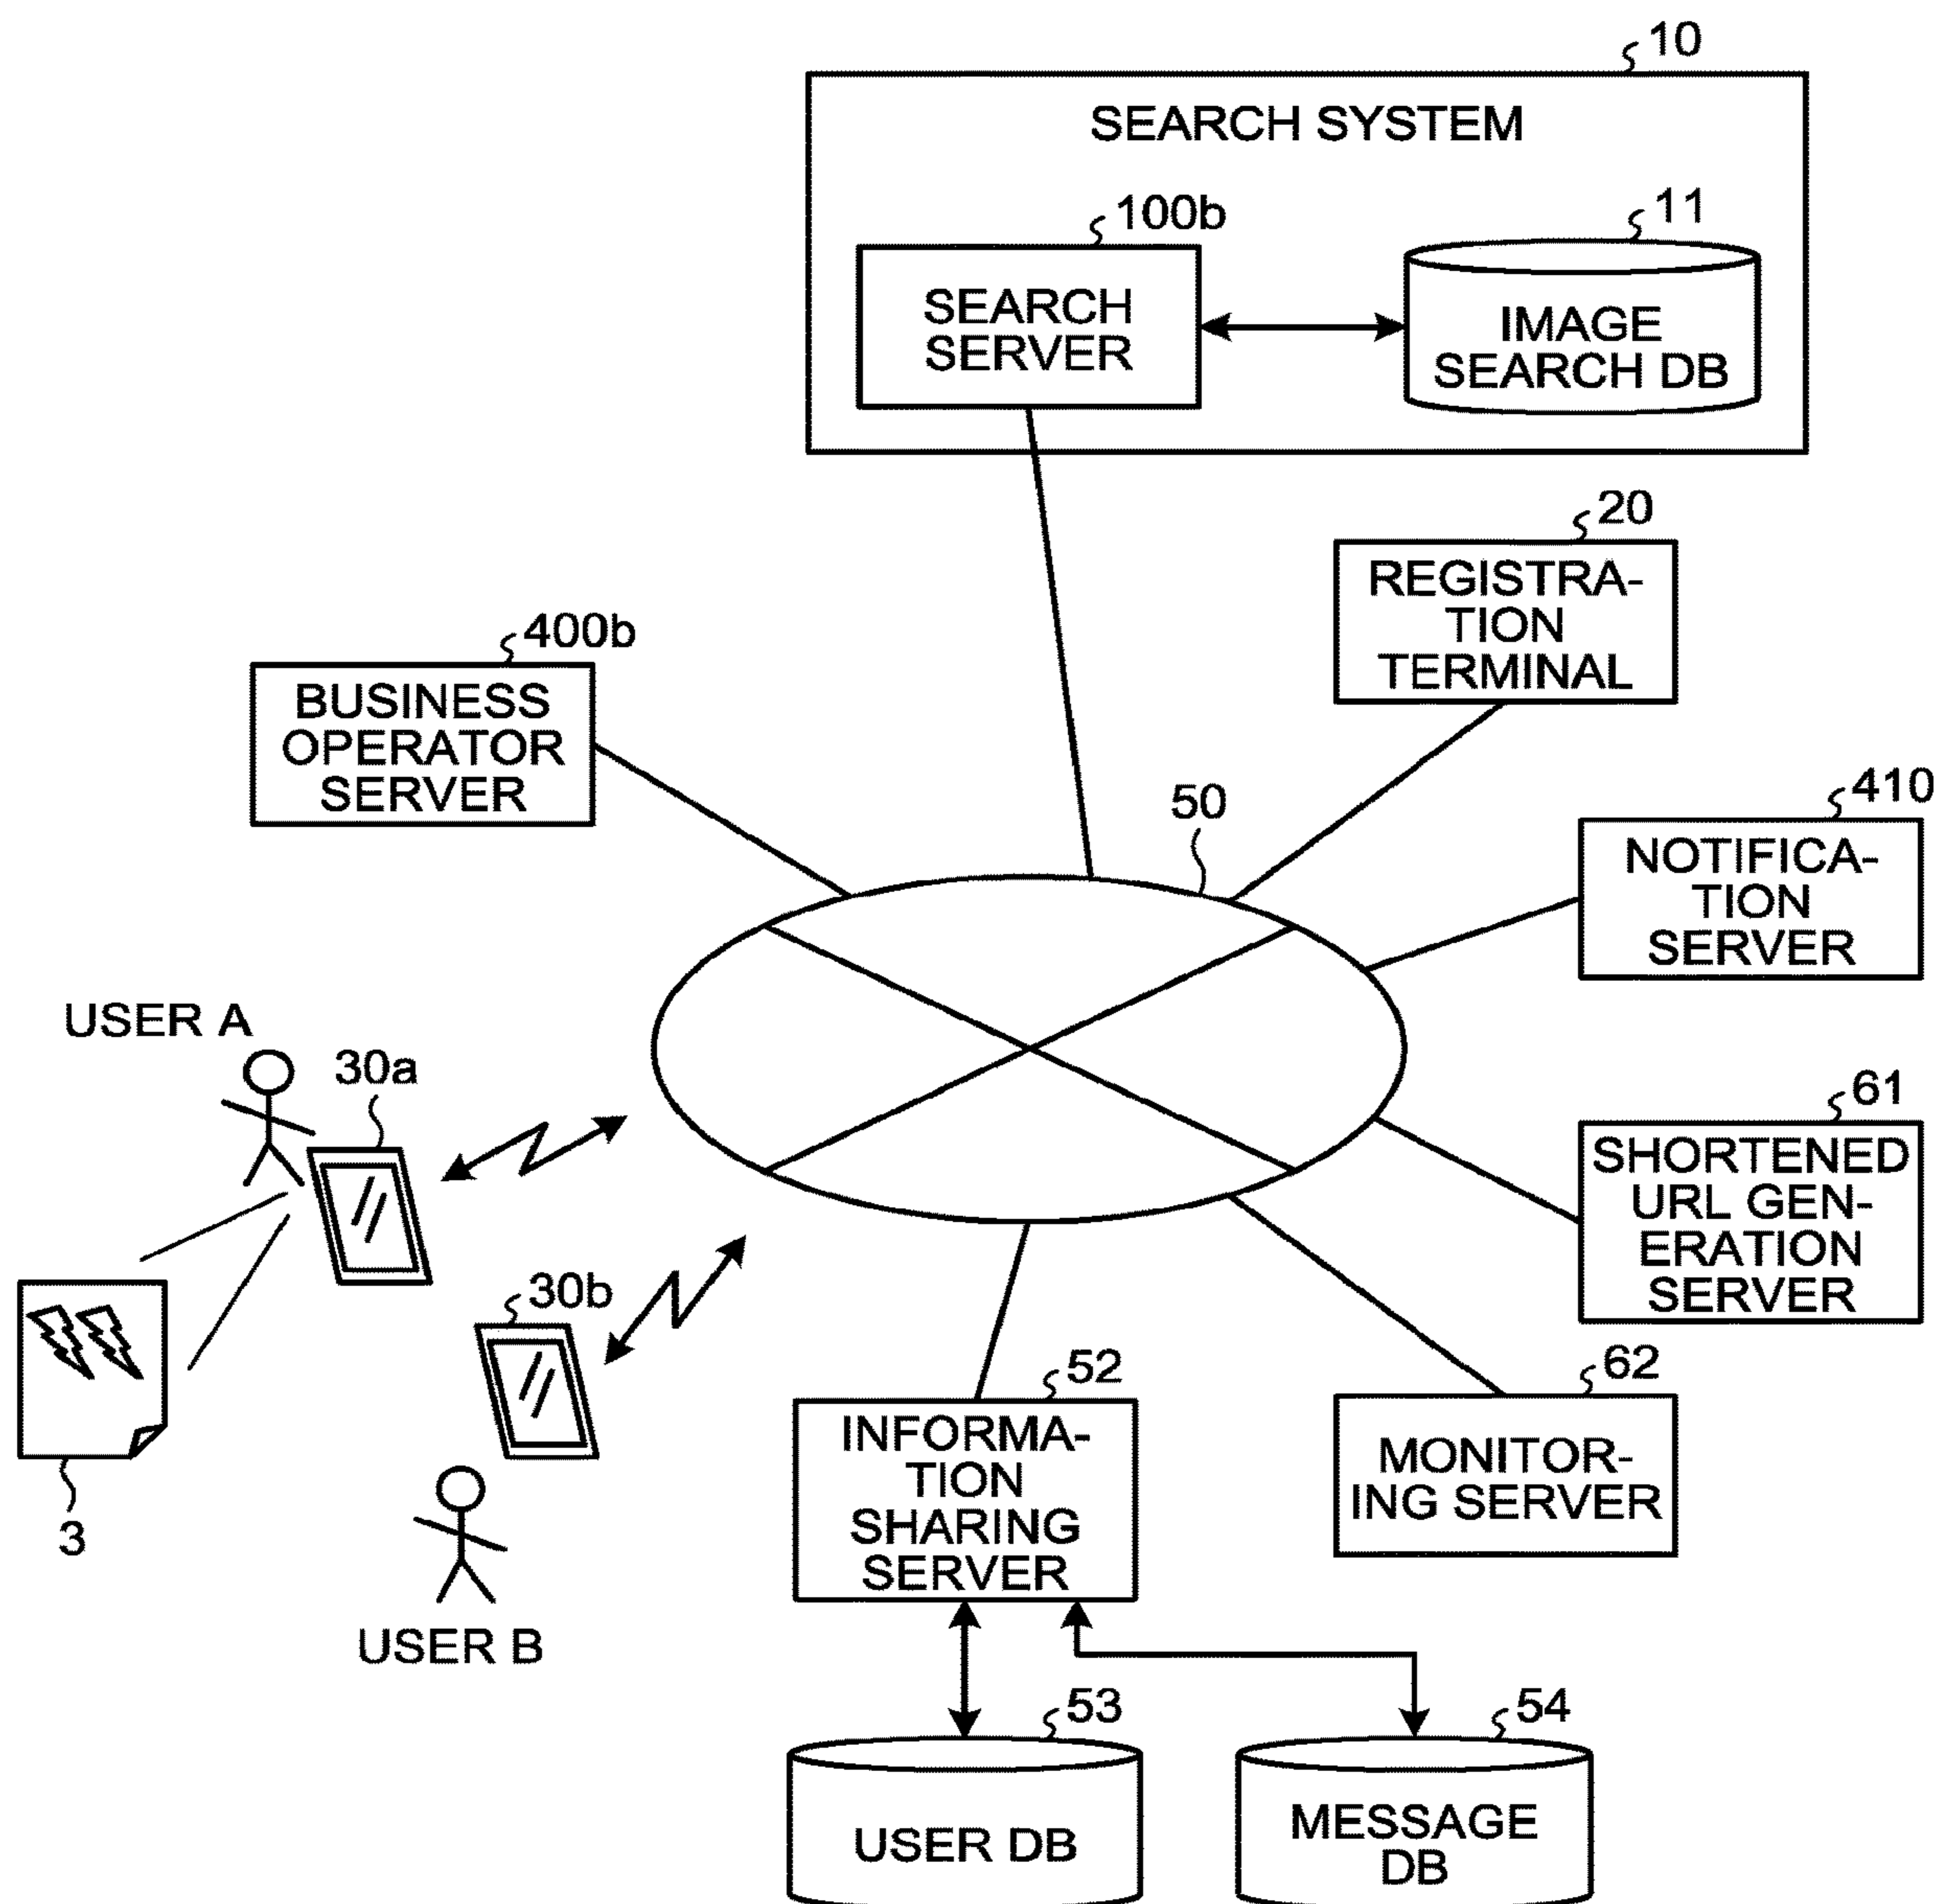 10
SEARCH SYSTEM
100b
11
SEARCH
SERVER
IMAGE
SEARCH DB
20
REGISTRA-
TION
TERMINAL
400b
BUSINESS
OPERATOR
SERVER
50
410
NOTIFICA-
TION
SERVER
USER A
30a
61
SHORTENED
URL GEN-
ERATION
SERVER
30b
3
USER B
52
INFORMA-
TION
SHARING
SERVER
62
MONITOR-
ING SERVER
53
USER DB
54
MESSAGE
DB